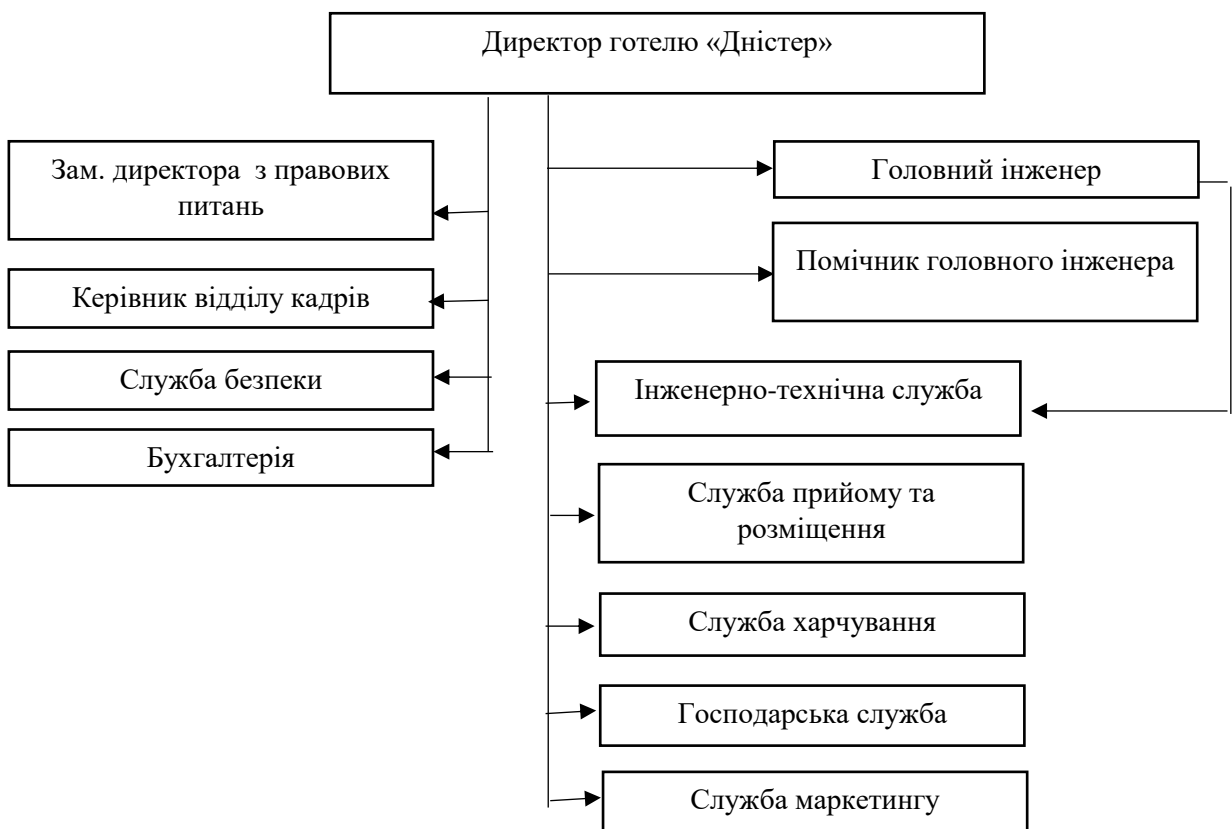 Директор готелю «Дністер»
Зам. директора з правових
питань
Керівник відділу кадрів
Служба безпеки
Бухгалтерія
Головний інженер
Помічник головного інженера
Інженерно-технічна служба
Служба прийому та
розміщення
Служба харчування
Господарська служба
Служба маркетингу